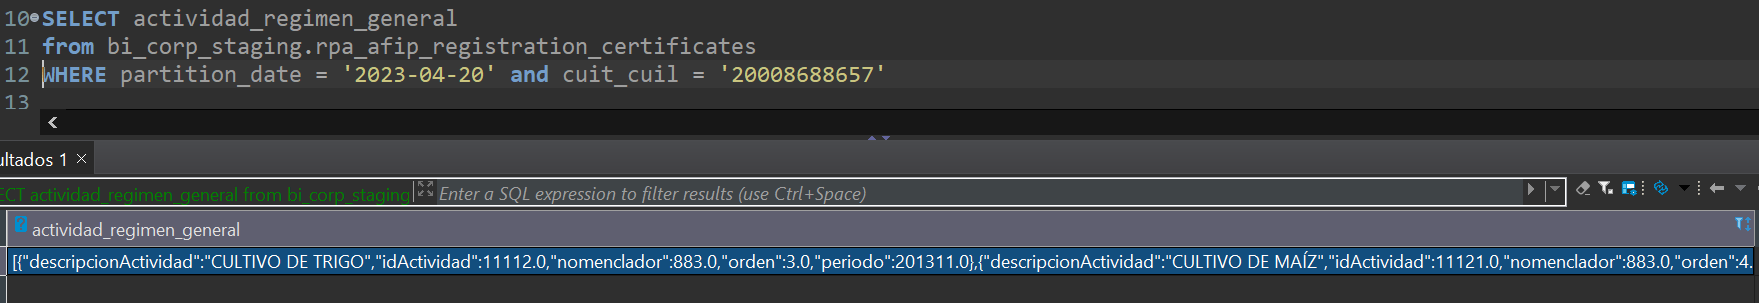 10 SELECT actividad_regimen_general
11 from bi_corp_staging.rpa_afip_registration_certificates
12 WHERE partition_date = '2023-04-20' and cuit_cuil = '20008688657'
13
ultados 1 ×
ECT actividad_regimen_general from bi_corp_staging Enter a SQL expression to filter results (use Ctrl+Space)
actividad_regimen_general
[{"descripcionActividad":"CULTIVO DE TRIGO","idActividad":11112.0,"nomenclador":883.0,"orden":3.0,"periodo":201311.0},{"descripcionActividad":"CULTIVO DE MAÍZ","idActividad":11121.0,"nomenclador":883.0,"orden":4.